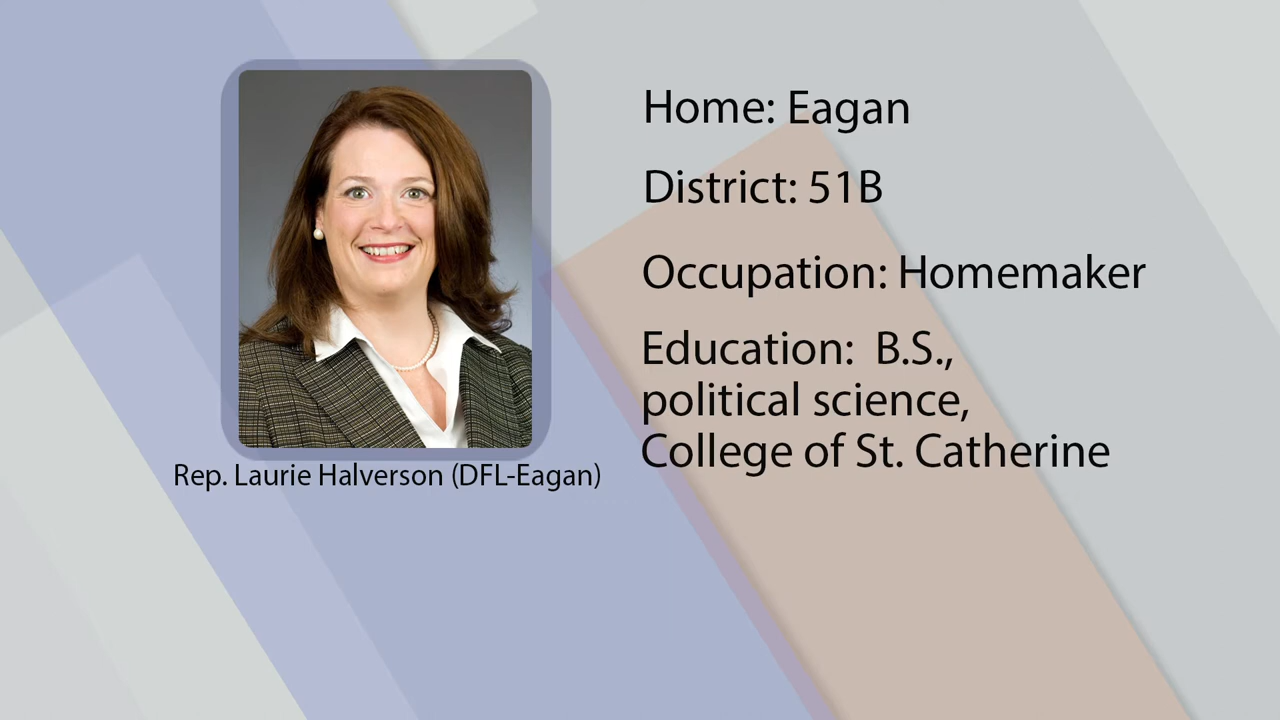 Home: Eagan
District: 51B
Occupation: Homemaker
Education:  B.S.,
political science,
College of St. Catherine
Rep. Laurie Halverson (DFL-Eagan)